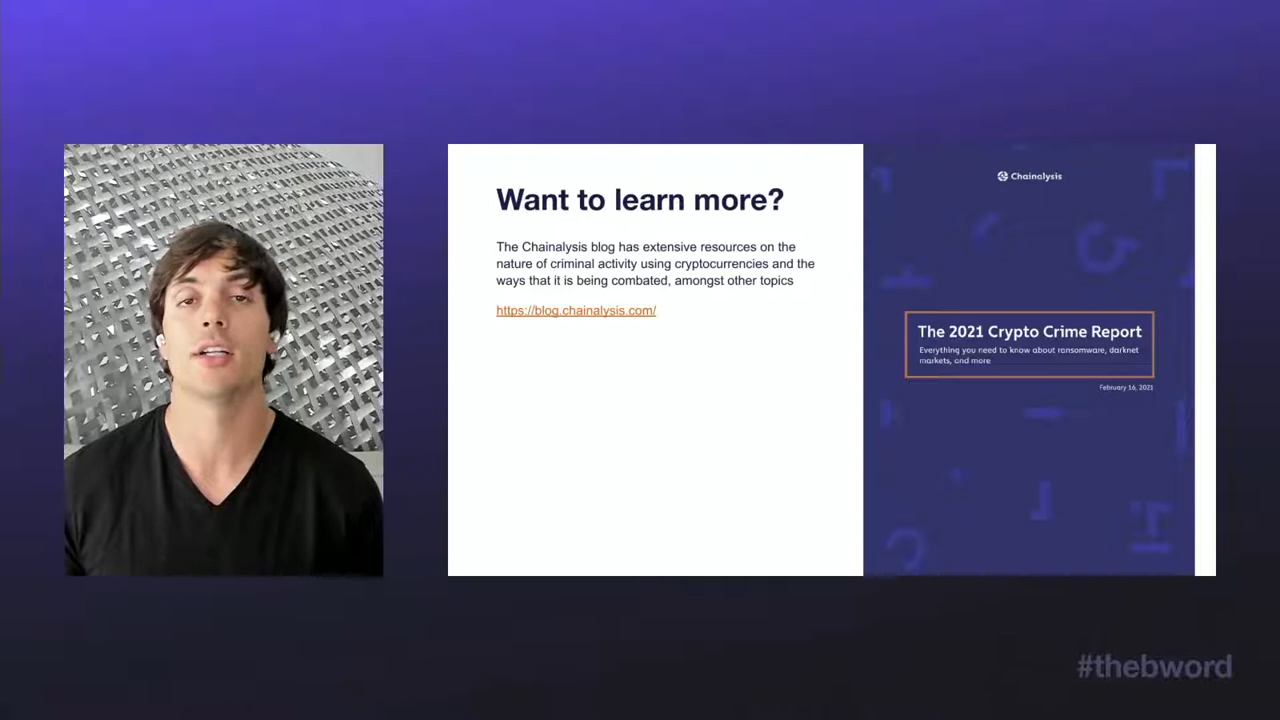 Want to learn more?
The Chainalysis blog has extensive resources on the
nature of criminal activity using cryptocurrencies and the
ways that it is being combated, amongst other topics
https://blog.chainalysis.com/
Chainalysis
The 2021 Crypto Crime Report
Everything you need to know about ransomware, darknet
markets, and more
February 16, 2021
#thebword